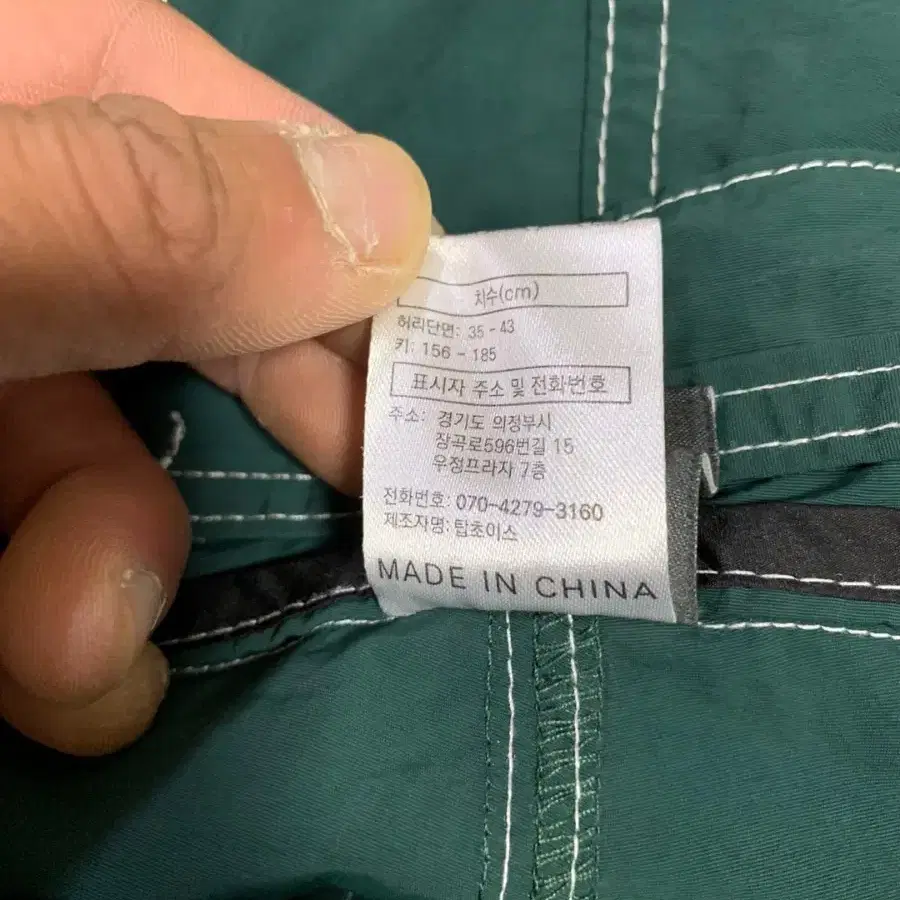 치수(cm)
허리단면: 35 - 43
키: 156 - 185
표시자 주소 및 전화번호
주소: 경기도 의정부시
장곡로596번길 15
우정프라자 7층
전화번호: 070-4279-3160
제조자명: 탑초이스
MADE IN CHINA